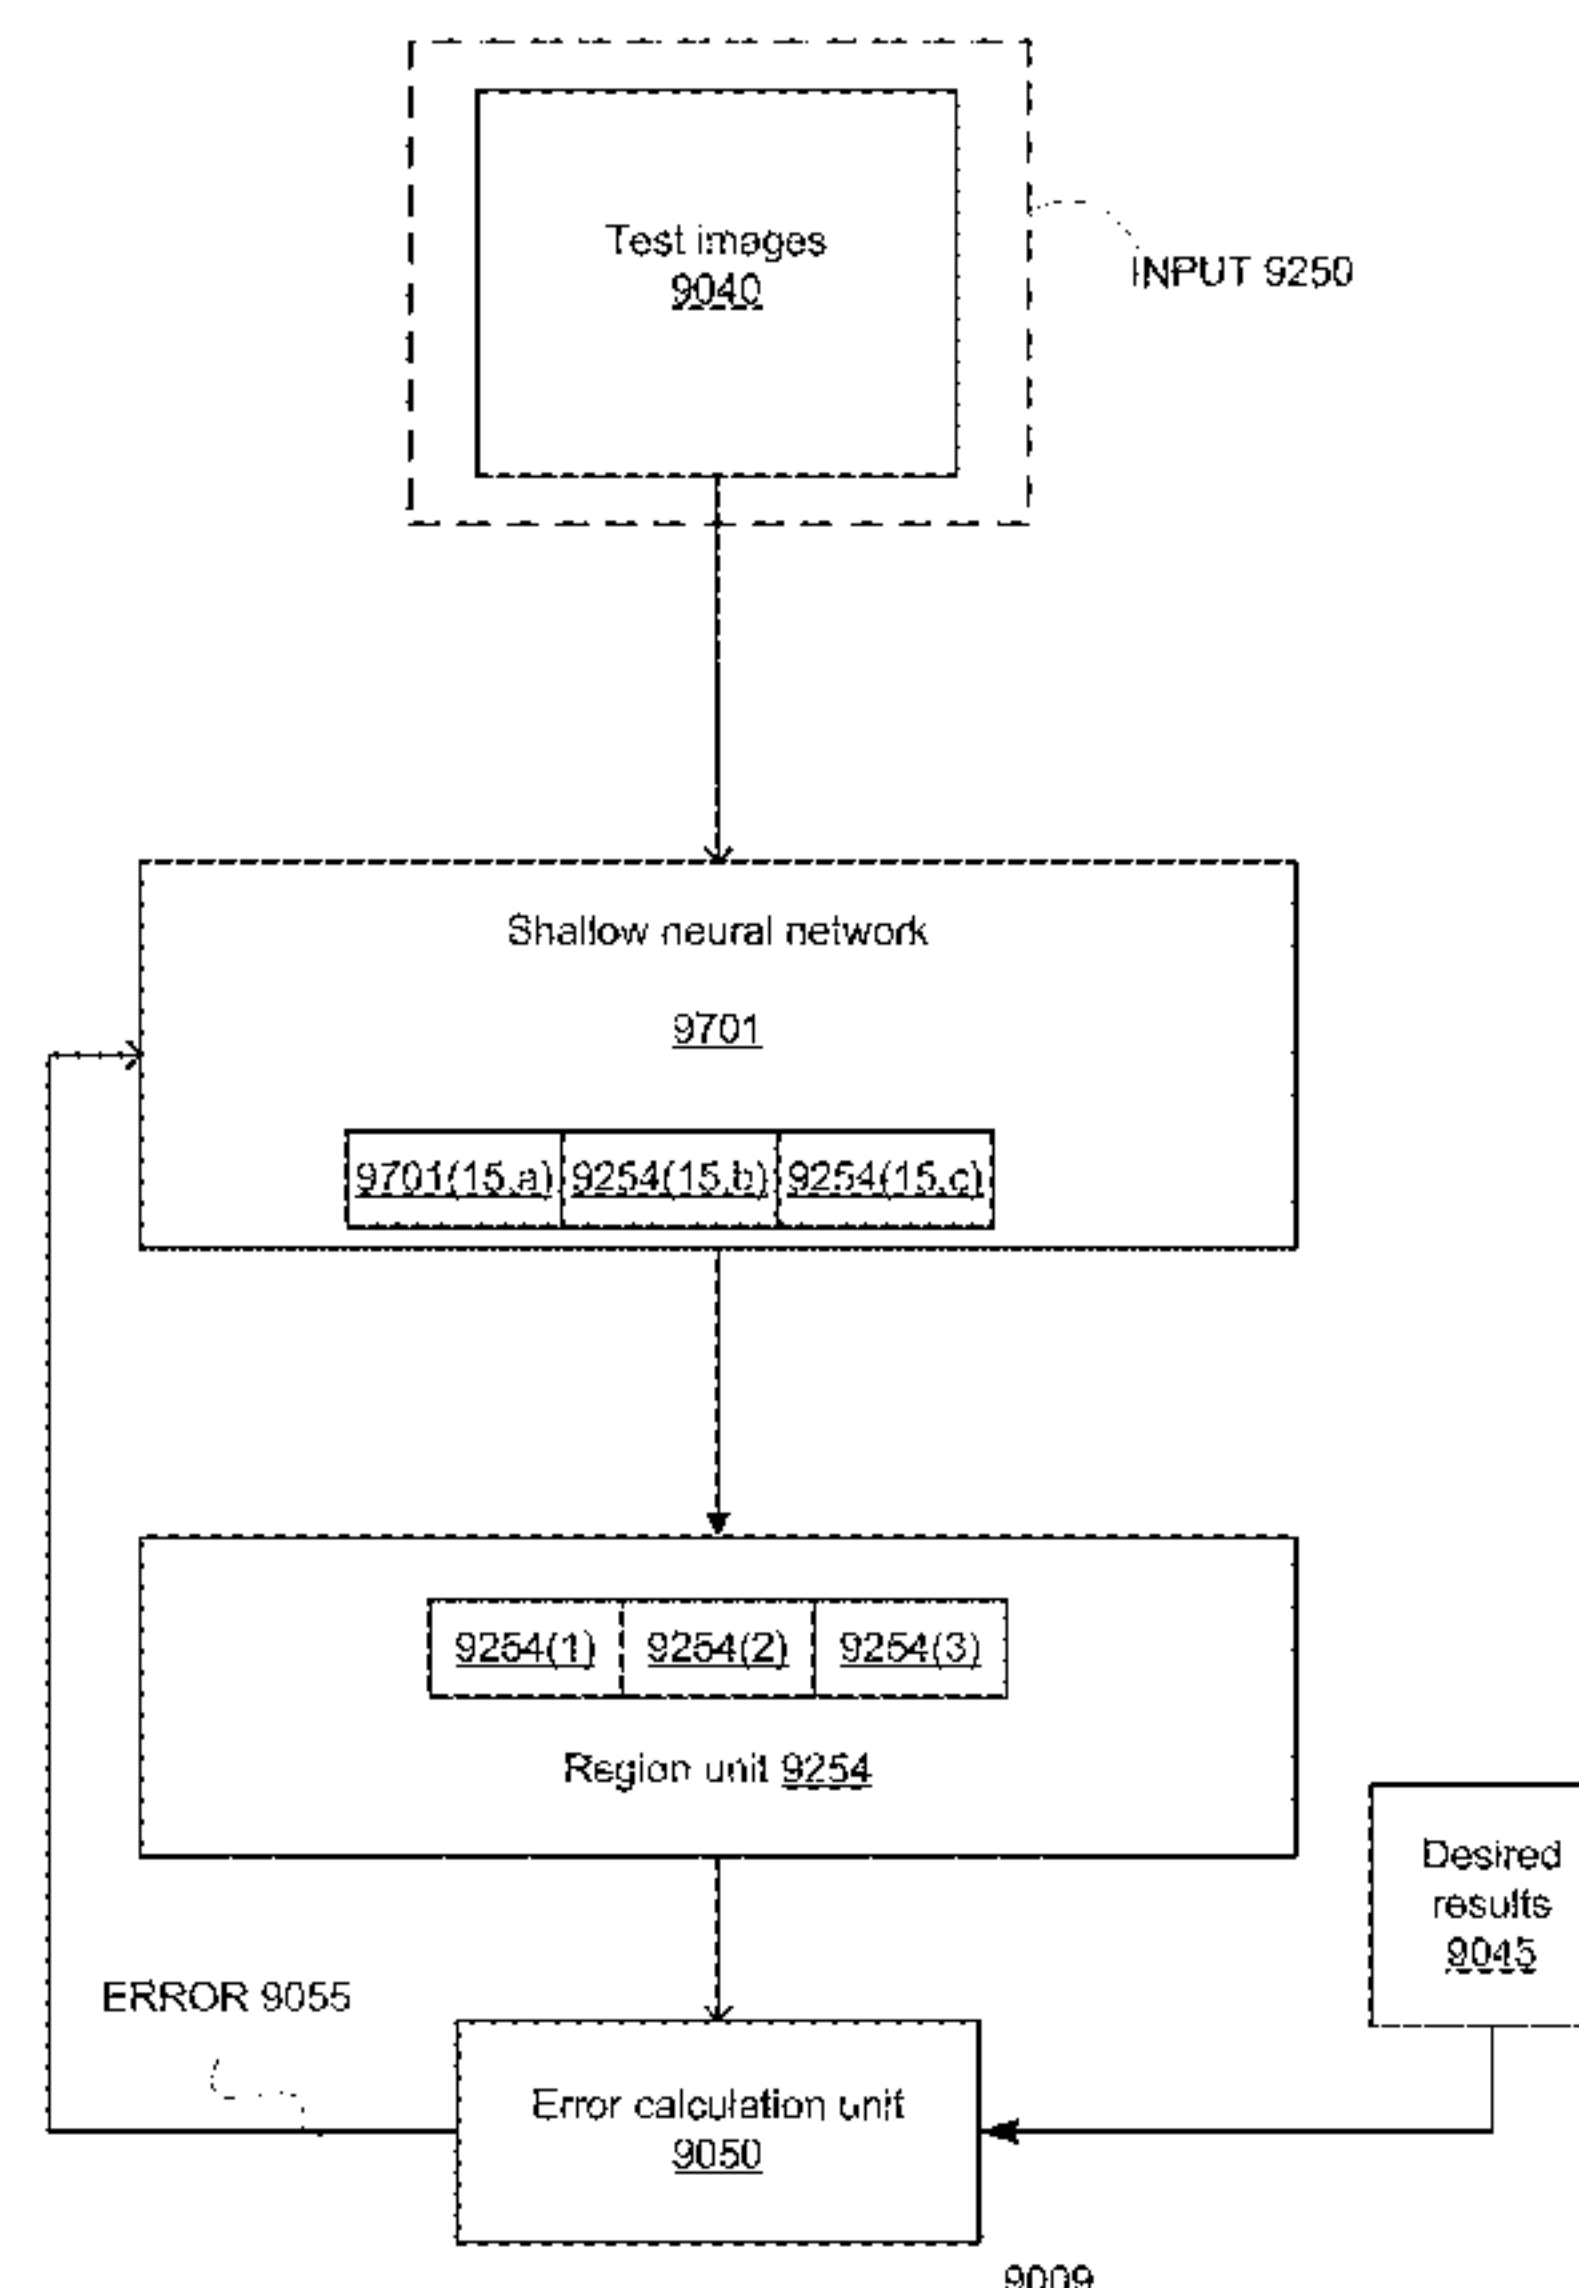 Test images
9040
INPUT 9250
Shallow neural network
9701
9701(15,a) 9254(15,b) 9254(15,c)
9254(1) 9254(2) 9254(3)
Region unit 9254
Desired
results
9045
ERROR 9055
Error calculation unit
9050
9009